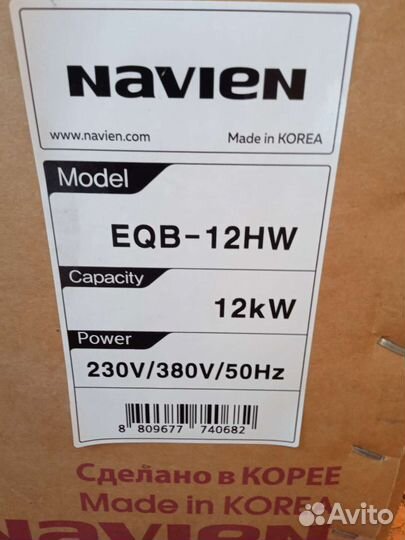 NAVIEN
www.navien.com Made in KOREA
Model
EQB-12HW
Capacity
12kW
Power
230V/380V/50Hz
8 809677 740682
Сделано в КОРЕЕ
Made in KOREA
NAVIEN
Avito